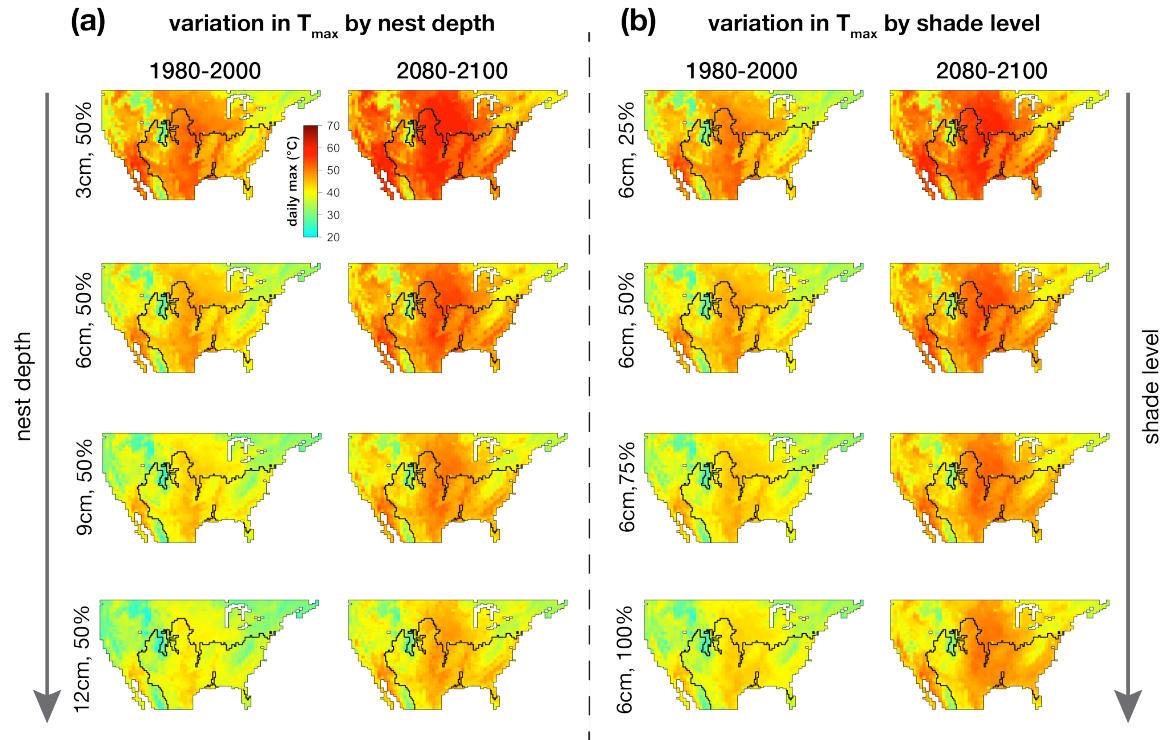 (a) variation in Tmax by nest depth
1980-2000 2080-2100
3cm, 50%
daily max (°C)
70
60
50
40
30
20
6cm, 50%
9cm, 50%
12cm, 50%
nest depth
(b) variation in Tmax by shade level
1980-2000 2080-2100
6cm, 25%
6cm, 50%
6cm,75%
6cm, 100%
shade level